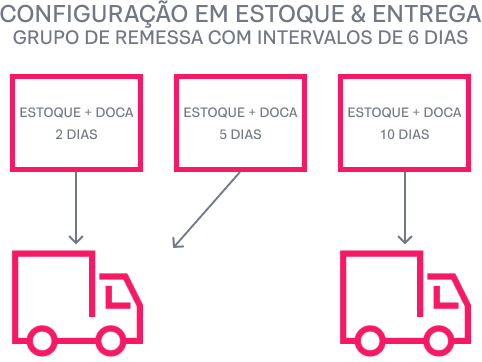 CONFIGURAÇÃO EM ESTOQUE & ENTREGA
GRUPO DE REMESSA COM INTERVALOS DE 6 DIAS
ESTOQUE + DOCA
2 DIAS
ESTOQUE + DOCA
5 DIAS
ESTOQUE + DOCA
10 DIAS